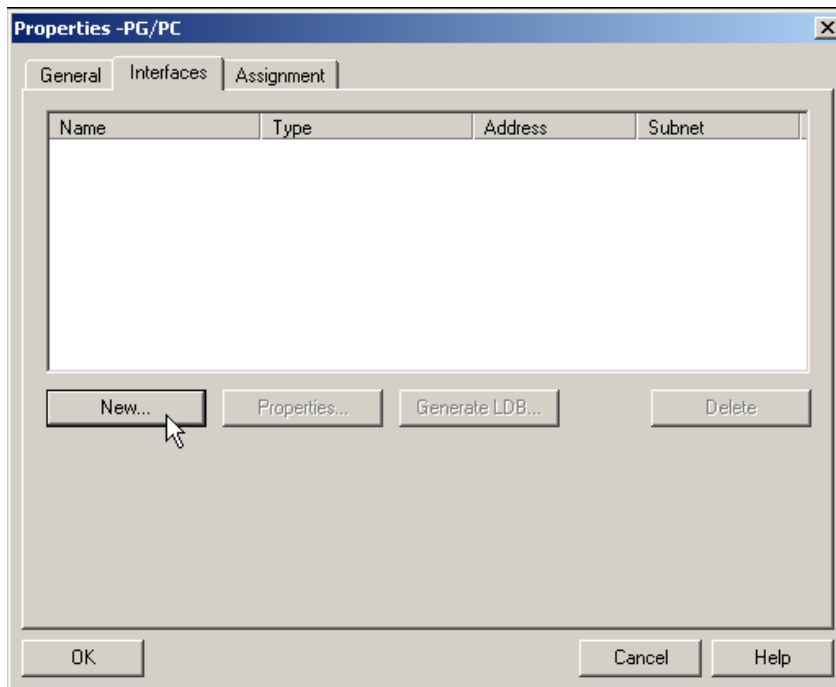 Properties -PG/PC
General Interfaces Assignment
Name Type Address Subnet
New... Properties... Generate LDB... Delete
OK Cancel Help